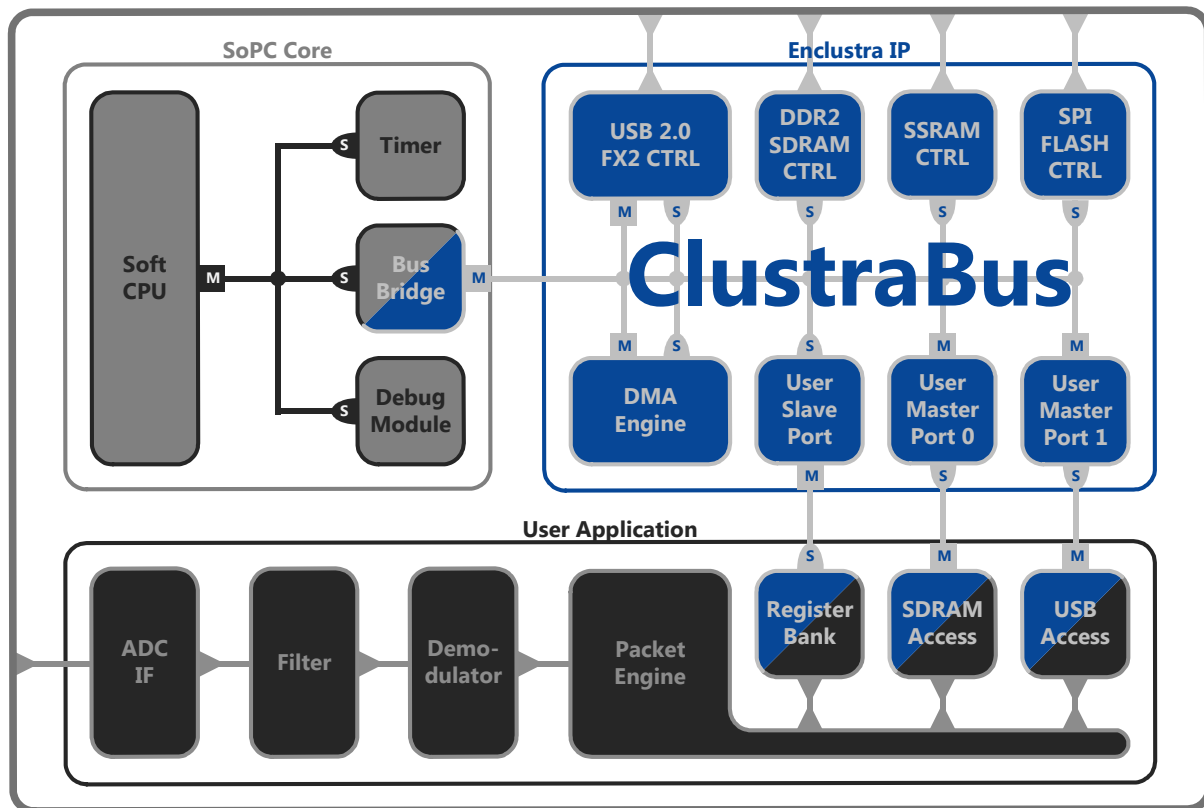 SoPC Core
Enclustra IP
USB 2.0
FX2 CTRL
DDR2
SDRAM
CTRL
SSRAM
CTRL
SPI
FLASH
CTRL
S
Timer
M
S
S
S
S
Soft
CPU
M
S
Bus
Bridge
M
ClustraBus
M
S
S
M
M
S
Debug
Module
DMA
Engine
User
Slave
Port
User
Master
Port 0
User
Master
Port 1
M
S
S
User Application
S
M
M
ADC
IF
Filter
Demo-
dulator
Packet
Engine
Register
Bank
SDRAM
Access
USB
Access